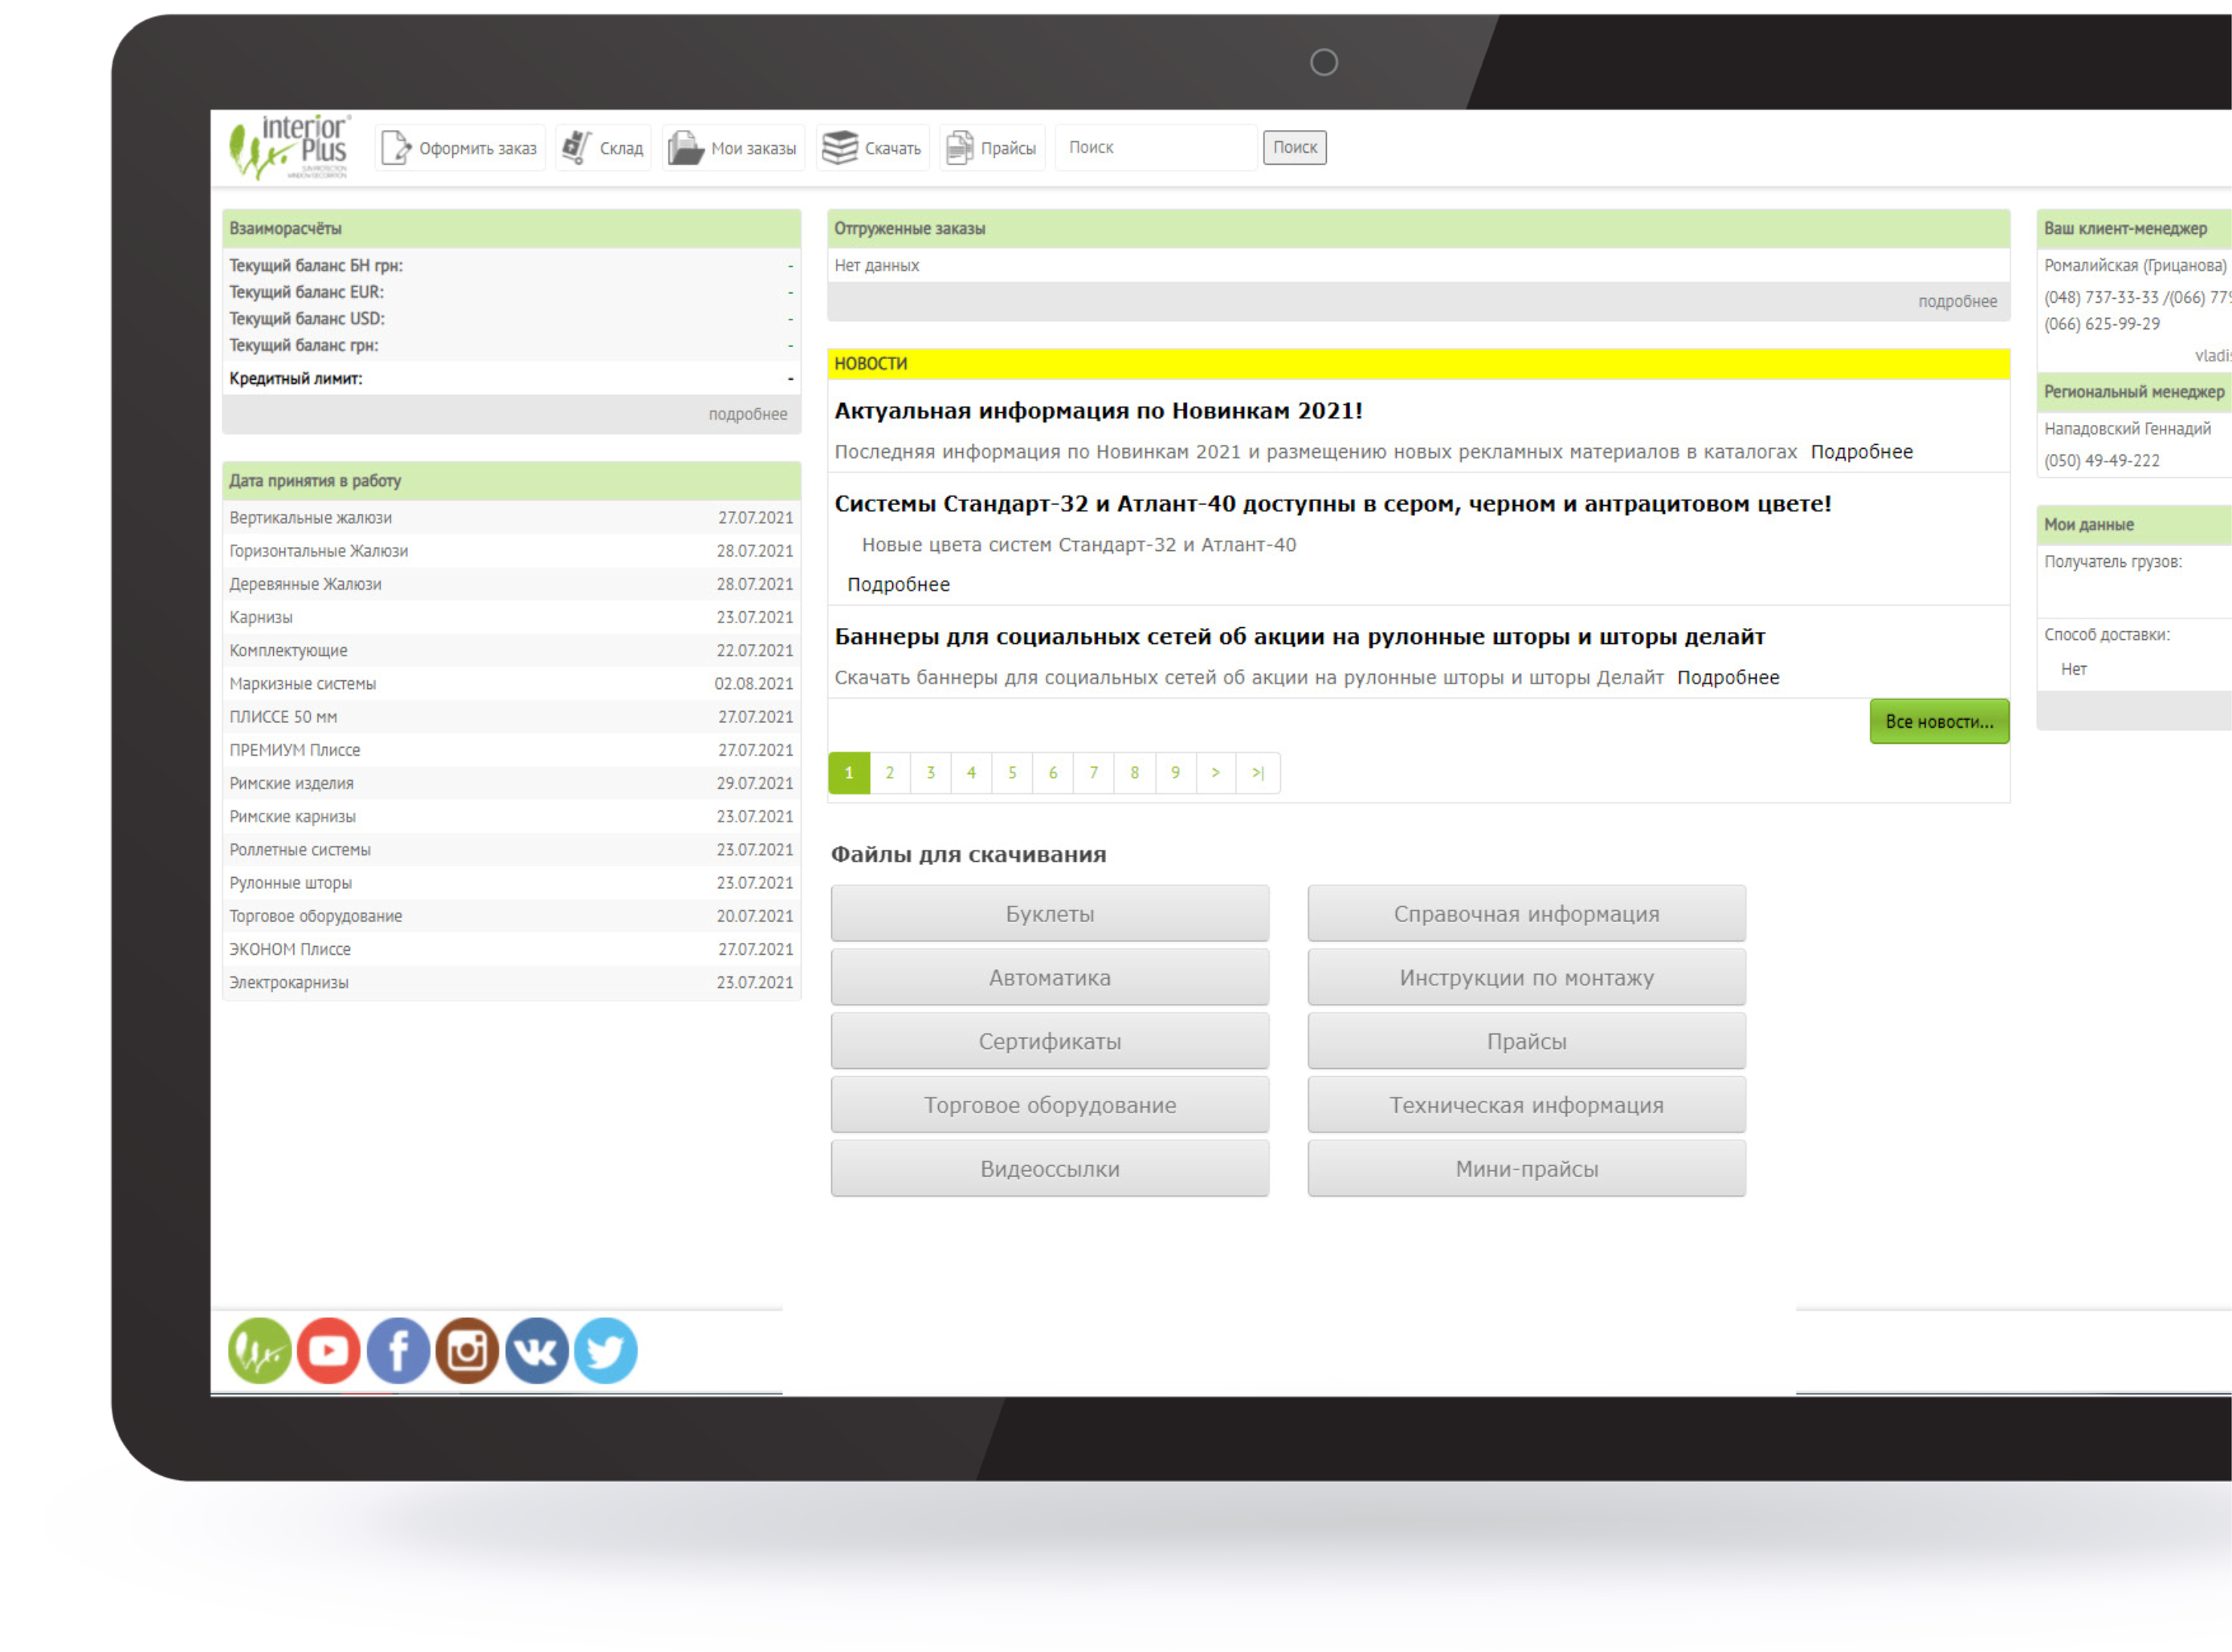 interior®
Plus
SUN PROTECTION
WINDOW DECORATION
Оформить заказ
Склад
Мои заказы
Скачать
Прайсы
Поиск
Поиск
Взаиморасчёты
Текущий баланс БН грн: -
Текущий баланс EUR: -
Текущий баланс USD: -
Текущий баланс грн: -
Кредитный лимит: -
подробнее
Дата принятия в работу
Вертикальные жалюзи 27.07.2021
Горизонтальные Жалюзи 28.07.2021
Деревянные Жалюзи 28.07.2021
Карнизы 23.07.2021
Комплектующие 22.07.2021
Маркизные системы 02.08.2021
ПЛИССЕ 50 мм 27.07.2021
ПРЕМИУМ Плиссе 27.07.2021
Римские изделия 29.07.2021
Римские карнизы 23.07.2021
Роллетные системы 23.07.2021
Рулонные шторы 23.07.2021
Торговое оборудование 20.07.2021
ЭКОНОМ Плиссе 27.07.2021
Электрокарнизы 23.07.2021
Отгруженные заказы
Нет данных
подробнее
НОВОСТИ
Актуальная информация по Новинкам 2021!
Последняя информация по Новинкам 2021 и размещению новых рекламных материалов в каталогах Подробнее
Системы Стандарт-32 и Атлант-40 доступны в сером, черном и антрацитовом цвете!
Новые цвета систем Стандарт-32 и Атлант-40
Подробнее
Баннеры для социальных сетей об акции на рулонные шторы и шторы делайт
Скачать баннеры для социальных сетей об акции на рулонные шторы и шторы Делайт Подробнее
Все новости...
1 2 3 4 5 6 7 8 9 > >|
Файлы для скачивания
Буклеты
Справочная информация
Автоматика
Инструкции по монтажу
Сертификаты
Прайсы
Торговое оборудование
Техническая информация
Видеоссылки
Мини-прайсы
Ваш клиент-менеджер
Ромалийская (Грицанова)
(048) 737-33-33 /(066) 779
(066) 625-99-29
vladis
Региональный менеджер
Нападовский Геннадий
(050) 49-49-222
Мои данные
Получатель грузов:
Способ доставки:
Нет